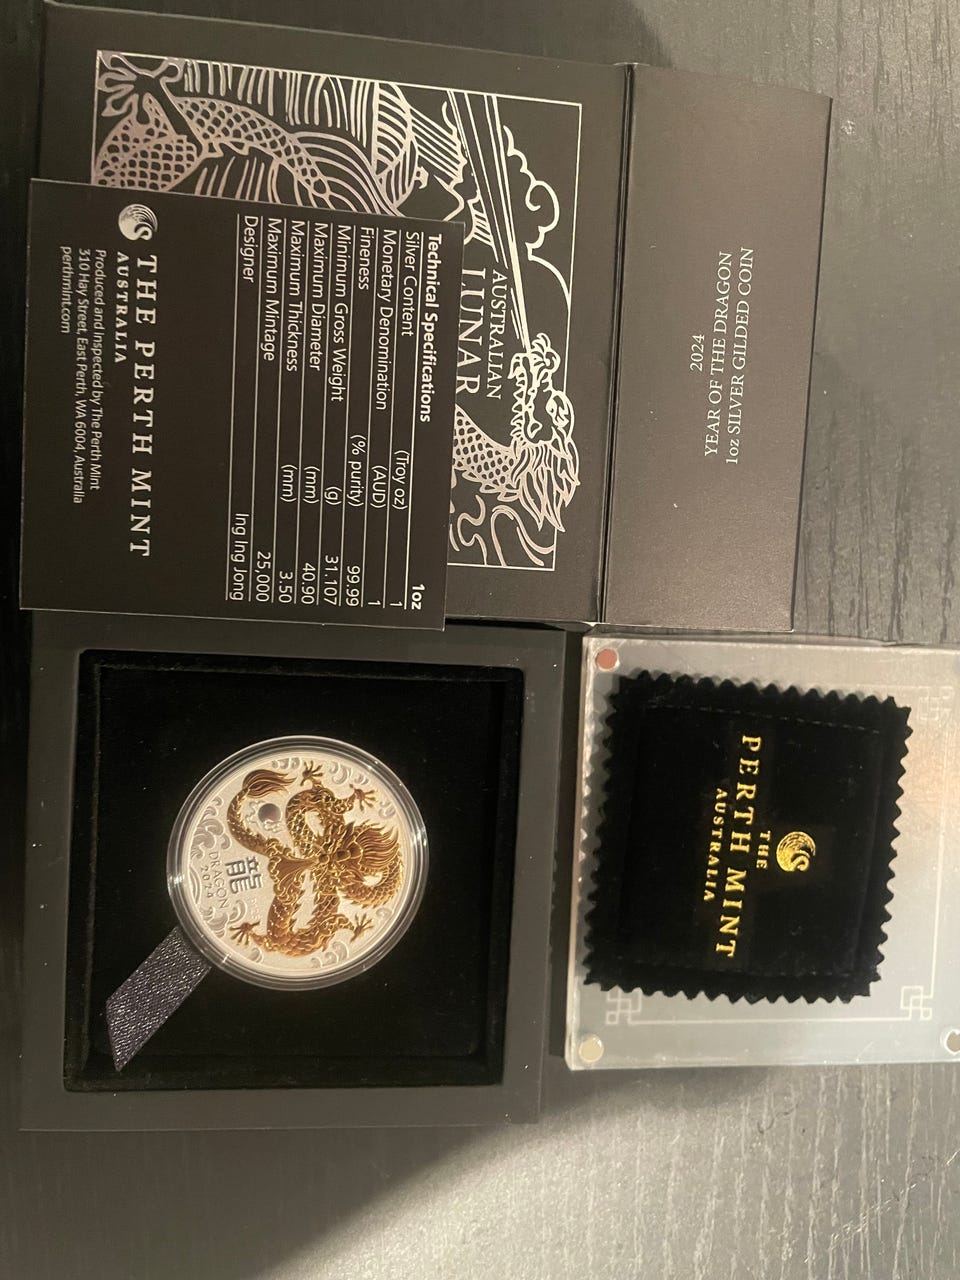 2024
YEAR OF THE DRAGON
1oz SILVER GILDED COIN
AUSTRALIAN
LUNAR
Technical Specifications 1oz
Silver Content (Troy oz) 1
Monetary Denomination (AUD) 1
Fineness (% purity) 99.99
Minimum Gross Weight (g) 31.107
Maximum Diameter (mm) 40.90
Maximum Thickness (mm) 3.50
Maximum Mintage 25,000
Designer Ing Ing Jong
THE PERTH MINT
AUSTRALIA
Produced and inspected by The Perth Mint
310 Hay Street, East Perth, WA 6004, Australia
perthmint.com
龍
DRAGON
2024
THE
PERTH MINT
AUSTRALIA